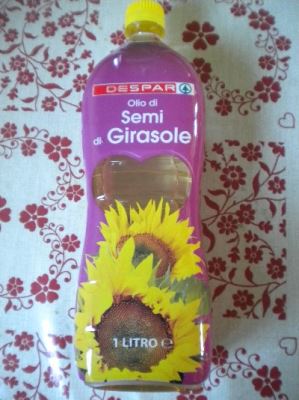 DESPAR
Olio di
Semi
di Girasole
1 LITRO e